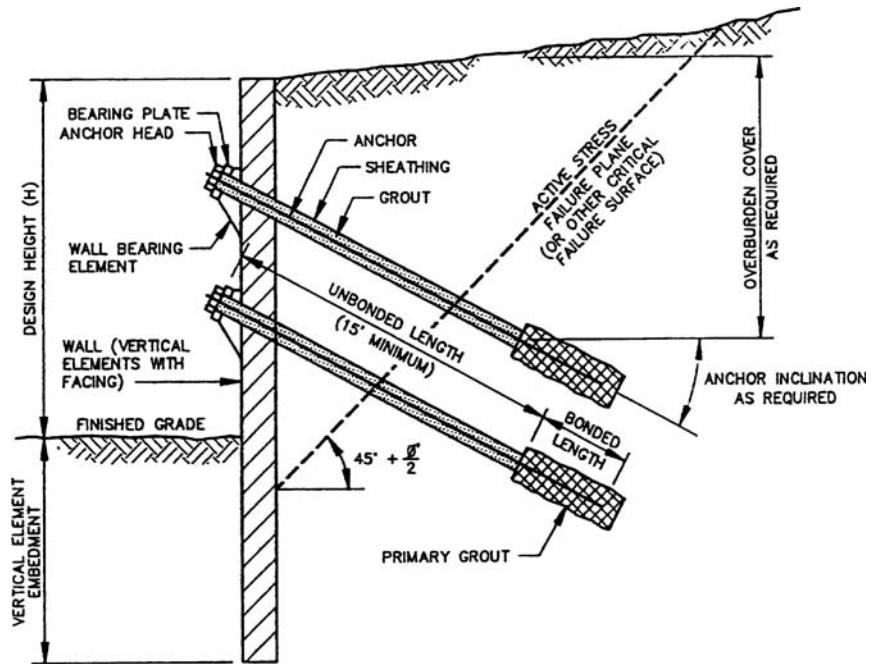 BEARING PLATE
ANCHOR HEAD
ANCHOR
SHEATHING
GROUT
WALL BEARING
ELEMENT
WALL (VERTICAL
ELEMENTS WITH
FACING)
FINISHED GRADE
DESIGN HEIGHT (H)
VERTICAL ELEMENT
EMBEDMENT
UNBONDED LENGTH
(15' MINIMUM)
ACTIVE STRESS
FAILURE PLANE
(OR OTHER CRITICAL
FAILURE SURFACE)
OVERBURDEN COVER
AS REQUIRED
ANCHOR INCLINATION
AS REQUIRED
BONDED
LENGTH
45° + Ø/2
PRIMARY GROUT